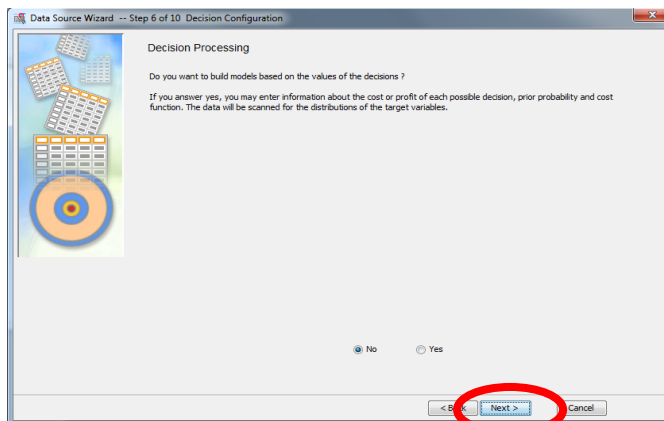 Data Source Wizard -- Step 6 of 10 Decision Configuration
Decision Processing
Do you want to build models based on the values of the decisions ?
If you answer yes, you may enter information about the cost or profit of each possible decision, prior probability and cost
function. The data will be scanned for the distributions of the target variables.
No Yes
< Back Next > Cancel